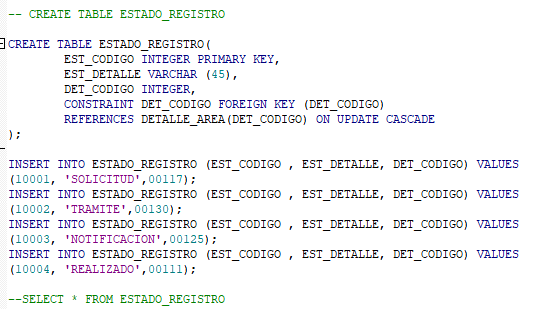 -- CREATE TABLE ESTADO_REGISTRO
CREATE TABLE ESTADO_REGISTRO(
EST_CODIGO INTEGER PRIMARY KEY,
EST_DETALLE VARCHAR (45),
DET_CODIGO INTEGER,
CONSTRAINT DET_CODIGO FOREIGN KEY (DET_CODIGO)
REFERENCES DETALLE_AREA(DET_CODIGO) ON UPDATE CASCADE
);
INSERT INTO ESTADO_REGISTRO (EST_CODIGO , EST_DETALLE, DET_CODIGO) VALUES
(10001, 'SOLICITUD',00117);
INSERT INTO ESTADO_REGISTRO (EST_CODIGO , EST_DETALLE, DET_CODIGO) VALUES
(10002, 'TRAMITE',00130);
INSERT INTO ESTADO_REGISTRO (EST_CODIGO , EST_DETALLE, DET_CODIGO) VALUES
(10003, 'NOTIFICACION',00125);
INSERT INTO ESTADO_REGISTRO (EST_CODIGO , EST_DETALLE, DET_CODIGO) VALUES
(10004, 'REALIZADO',00111);
--SELECT * FROM ESTADO_REGISTRO